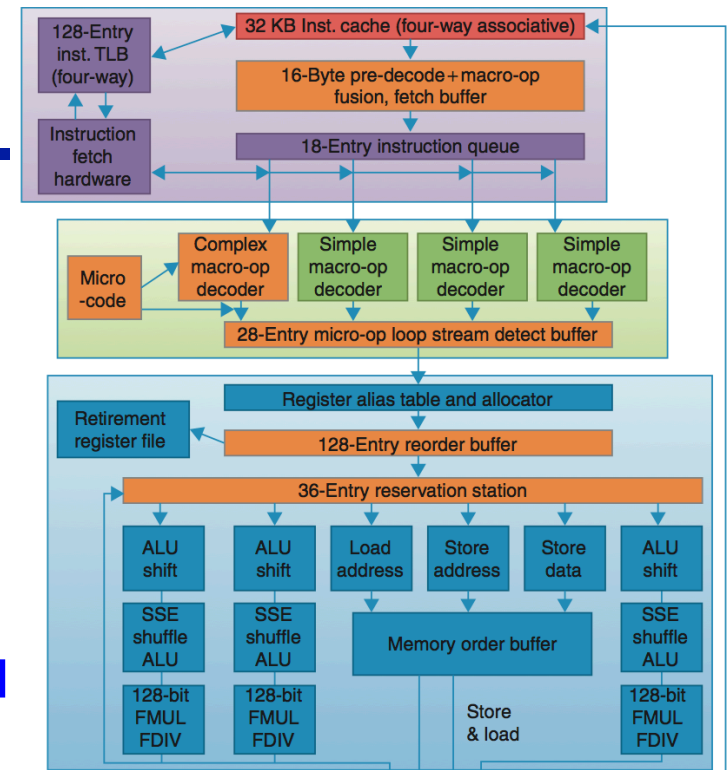 128-Entry
inst. TLB
(four-way)
32 KB Inst. cache (four-way associative)
16-Byte pre-decode+macro-op
fusion, fetch buffer
Instruction
fetch
hardware
18-Entry instruction queue
Micro
-code
Complex
macro-op
decoder
Simple
macro-op
decoder
Simple
macro-op
decoder
Simple
macro-op
decoder
28-Entry micro-op loop stream detect buffer
Register alias table and allocator
Retirement
register file
128-Entry reorder buffer
36-Entry reservation station
ALU
shift
ALU
shift
Load
address
Store
address
Store
data
ALU
shift
SSE
shuffle
ALU
SSE
shuffle
ALU
Memory order buffer
SSE
shuffle
ALU
128-bit
FMUL
FDIV
128-bit
FMUL
FDIV
Store
& load
128-bit
FMUL
FDIV